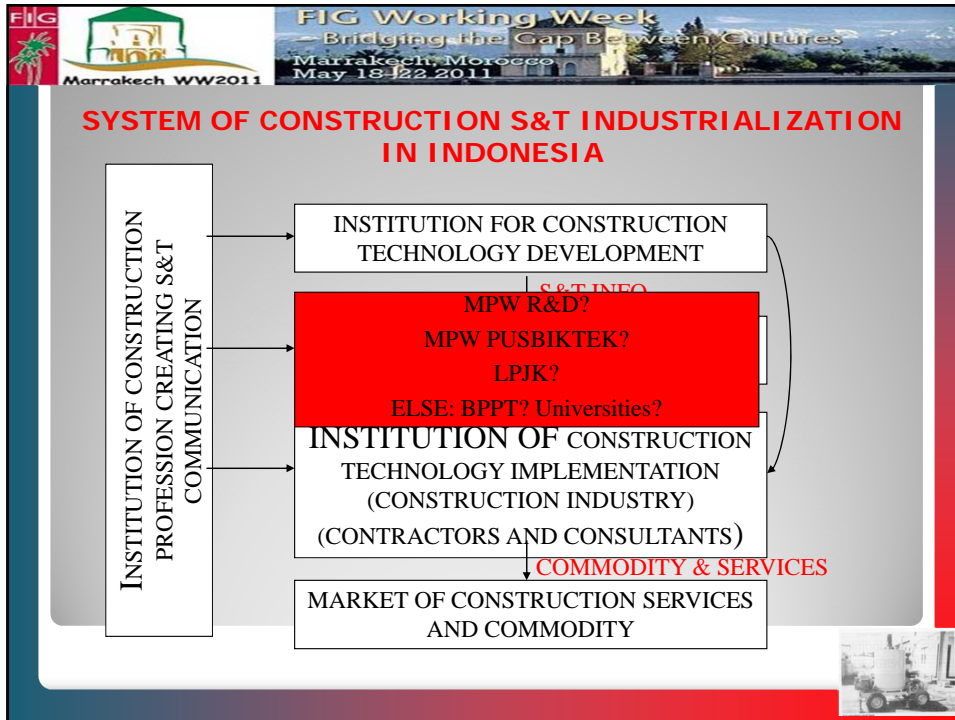 FIG
Marrakech WW2011
FIG Working Week
Bridging the Gap Between Cultures
Marrakech, Morocco
May 18-22 2011
SYSTEM OF CONSTRUCTION S&T INDUSTRIALIZATION
IN INDONESIA
INSTITUTION OF CONSTRUCTION
PROFESSION CREATING S&T
COMMUNICATION
INSTITUTION FOR CONSTRUCTION
TECHNOLOGY DEVELOPMENT
S&T INFO
MPW R&D?
MPW PUSBIKTEK?
LPJK?
ELSE: BPPT? Universities?
INSTITUTION OF CONSTRUCTION
TECHNOLOGY IMPLEMENTATION
(CONSTRUCTION INDUSTRY)
(CONTRACTORS AND CONSULTANTS)
COMMODITY & SERVICES
MARKET OF CONSTRUCTION SERVICES
AND COMMODITY